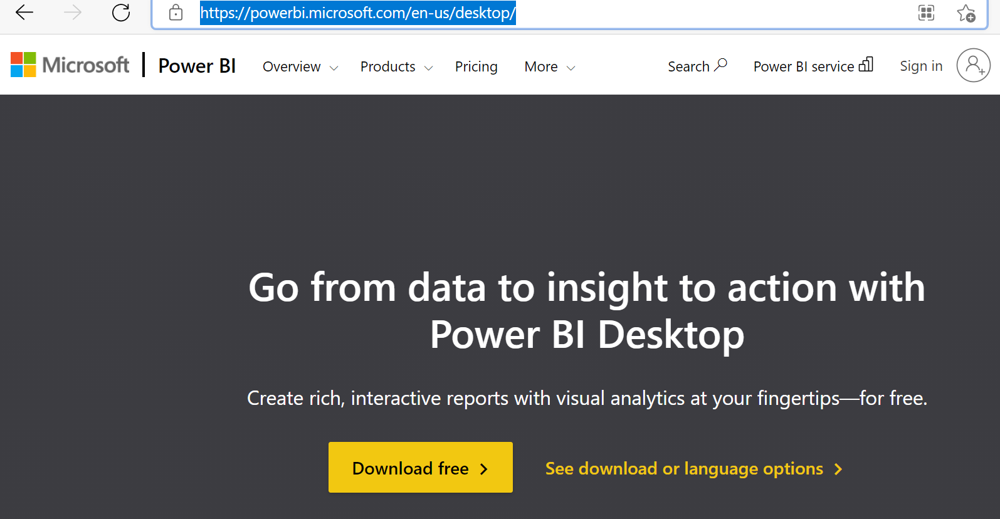 https://powerbi.microsoft.com/en-us/desktop/
Microsoft Power BI Overview Products Pricing More Search Power BI service Sign in
Go from data to insight to action with
Power BI Desktop
Create rich, interactive reports with visual analytics at your fingertips—for free.
Download free See download or language options